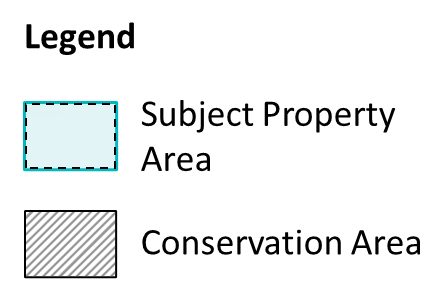 Legend
Subject Property
Area
Conservation Area